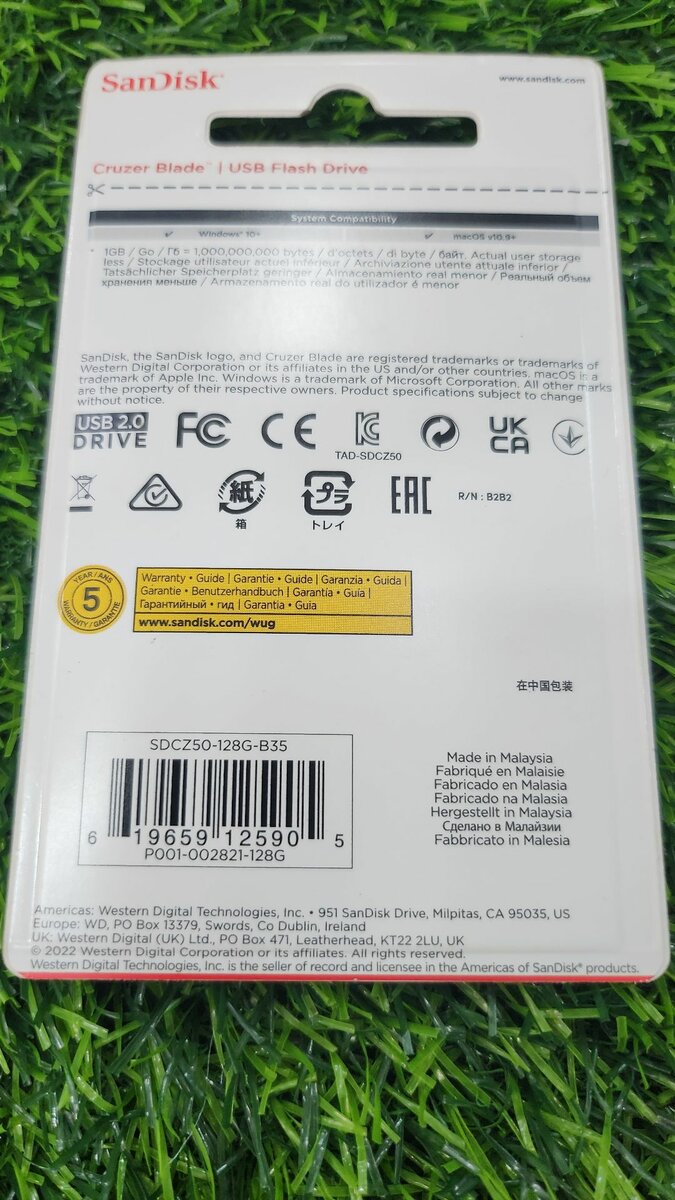 SanDisk®
www.sandisk.com
Cruzer Blade™ | USB Flash Drive
System Compatibility
✓ Windows® 10+ ✓ macOS v10.9+
* 1GB / Go / Гб = 1,000,000,000 bytes / d'octets / di byte / байт. Actual user storage
less / Stockage utilisateur actuel inférieur / Archiviazione utente attuale inferior /
Tatsächlicher Speicherplatz geringer / Almacenamiento real menor / Реальный объем
хранения меньше / Armazenamento real do utilizador é menor
SanDisk, the SanDisk logo, and Cruzer Blade are registered trademarks or trademarks of
Western Digital Corporation or its affiliates in the US and/or other countries. macOS is a
trademark of Apple Inc. Windows is a trademark of Microsoft Corporation. All other marks
are the property of their respective owners. Product specifications subject to change
without notice.
USB 2.0
DRIVE
FC CE KC
TAD-SDCZ50
UK
CA
紙
箱
プラ
トレイ
EAC
R/N : B2B2
YEAR / ANS
5
WARRANTY / GARANTIE
Warranty • Guide | Garantie • Guide | Garanzia • Guida |
Garantie • Benutzerhandbuch | Garantía • Guía |
Гарантийный • гид | Garantia • Guia
www.sandisk.com/wug
在中国包装
SDCZ50-128G-B35
6 19659 12590 5
P001-002821-128G
Made in Malaysia
Fabriqué en Malaisie
Fabricado en Malasia
Fabricado na Malasia
Hergestellt in Malaysia
Сделано в Малайзии
Fabbricato in Malesia
Americas: Western Digital Technologies, Inc. • 951 SanDisk Drive, Milpitas, CA 95035, US
Europe: WD, PO Box 13379, Swords, Co Dublin, Ireland
UK: Western Digital (UK) Ltd., PO Box 471, Leatherhead, KT22 2LU, UK
© 2022 Western Digital Corporation or its affiliates. All rights reserved.
Western Digital Technologies, Inc. is the seller of record and licensee in the Americas of SanDisk® products.